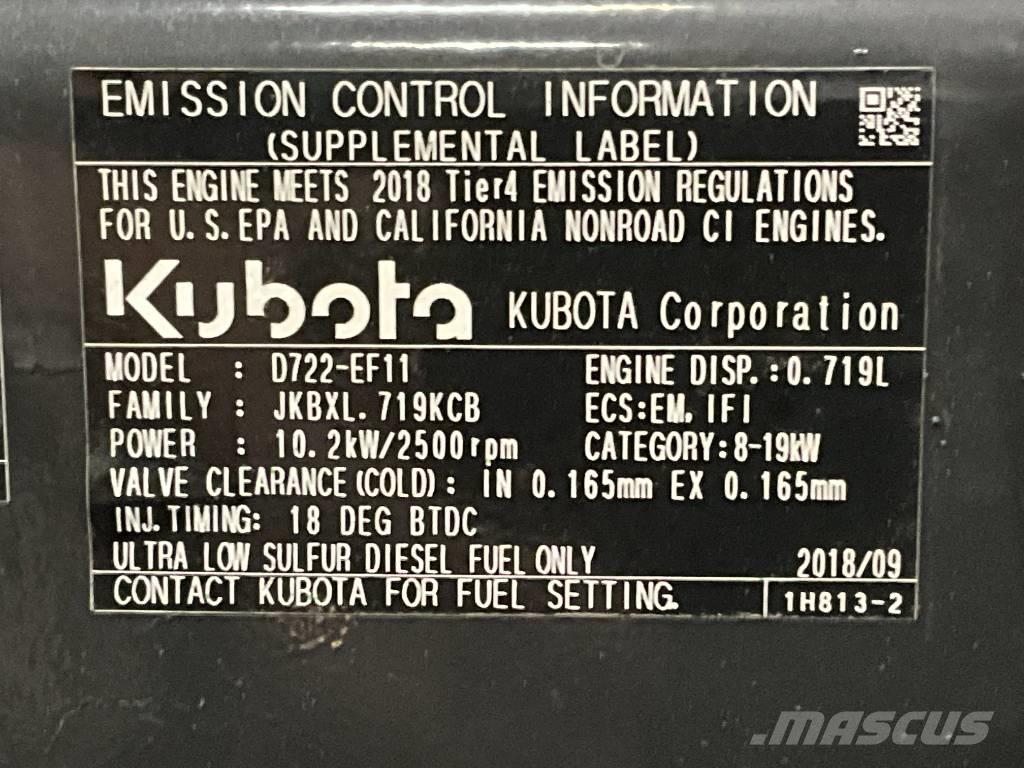 EMISSION CONTROL INFORMATION
(SUPPLEMENTAL LABEL)
THIS ENGINE MEETS 2018 Tier4 EMISSION REGULATIONS
FOR U.S.EPA AND CALIFORNIA NONROAD CI ENGINES.
Kubota KUBOTA Corporation
MODEL : D722-EF11 ENGINE DISP.:0.719L
FAMILY : JKBXL.719KCB ECS:EM,IFI
POWER : 10.2kW/2500rpm CATEGORY:8-19kW
VALVE CLEARANCE(COLD): IN 0.165mm EX 0.165mm
INJ.TIMING: 18 DEG BTDC
ULTRA LOW SULFUR DIESEL FUEL ONLY 2018/09
CONTACT KUBOTA FOR FUEL SETTING. 1H813-2
.MASCUS